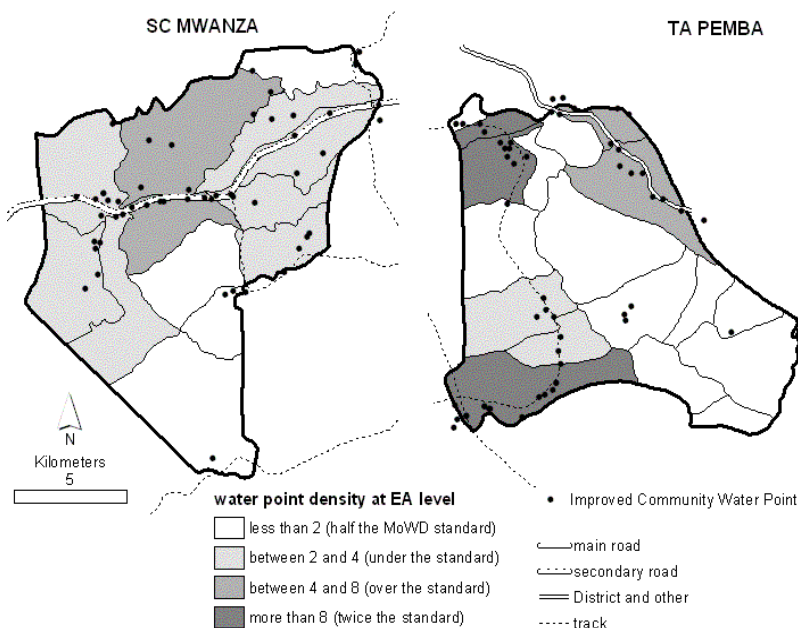 SC MWANZA
TA PEMBA
N
Kilometers
5
water point density at EA level
less than 2 (half the MoWD standard)
between 2 and 4 (under the standard)
between 4 and 8 (over the standard)
more than 8 (twice the standard)
Improved Community Water Point
main road
secondary road
District and other
track